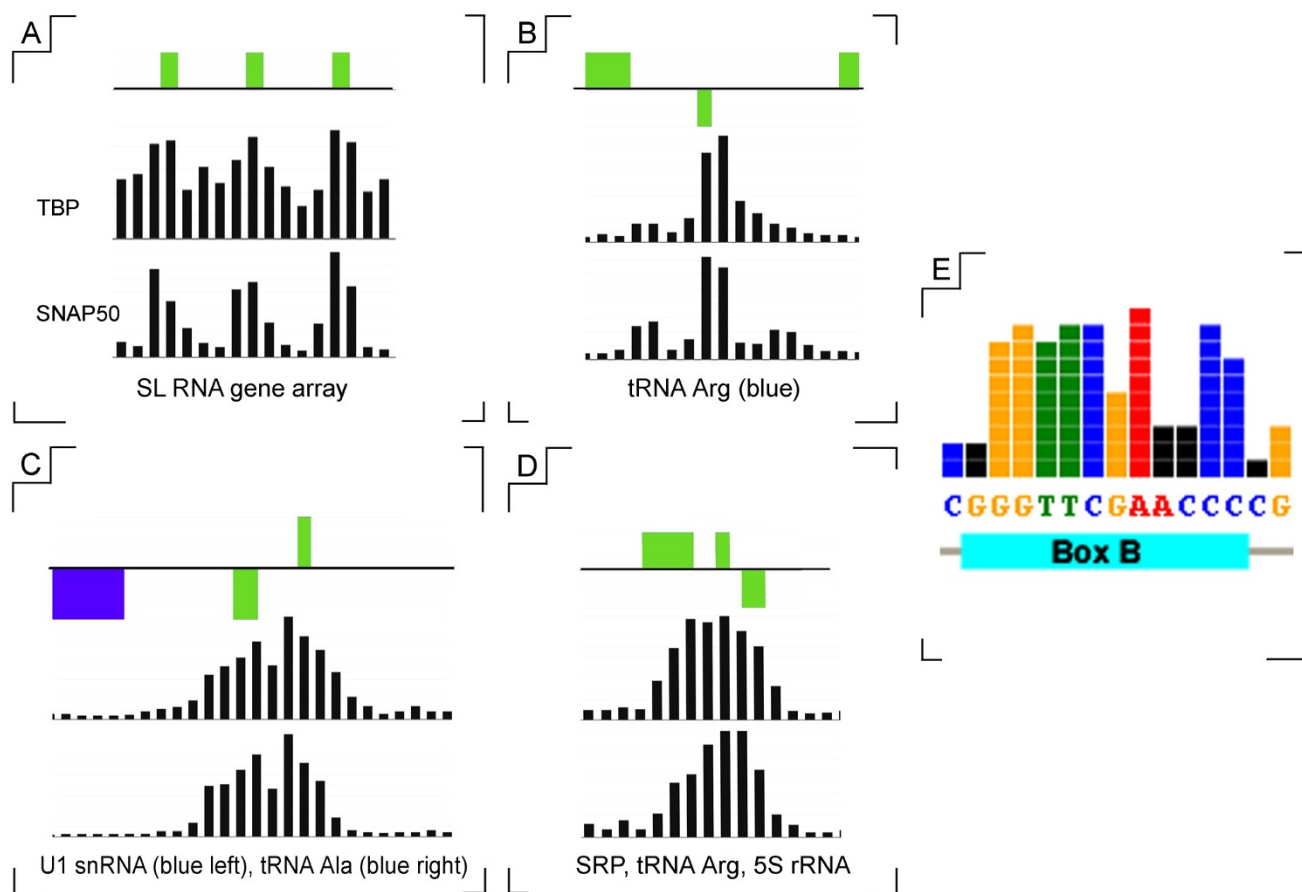 A
TBP
SNAP50
SL RNA gene array
B
tRNA Arg (blue)
C
U1 snRNA (blue left), tRNA Ala (blue right)
D
SRP, tRNA Arg, 5S rRNA
E
CGGGTTCGAACCCCG
Box B